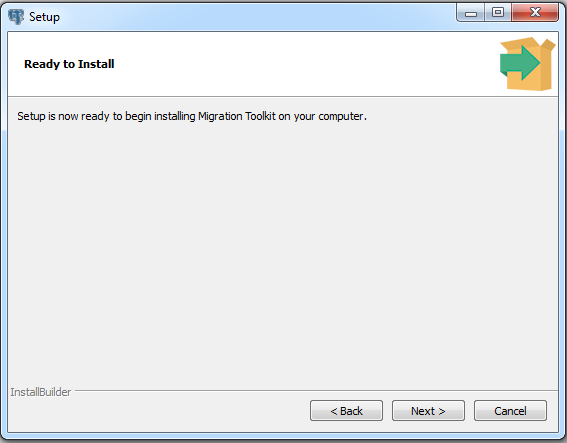 Setup
Ready to Install
Setup is now ready to begin installing Migration Toolkit on your computer.
InstallBuilder
< Back
Next >
Cancel